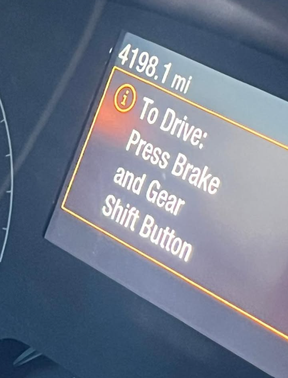 4198.1 mi
To Drive:
Press Brake
and Gear
Shift Button